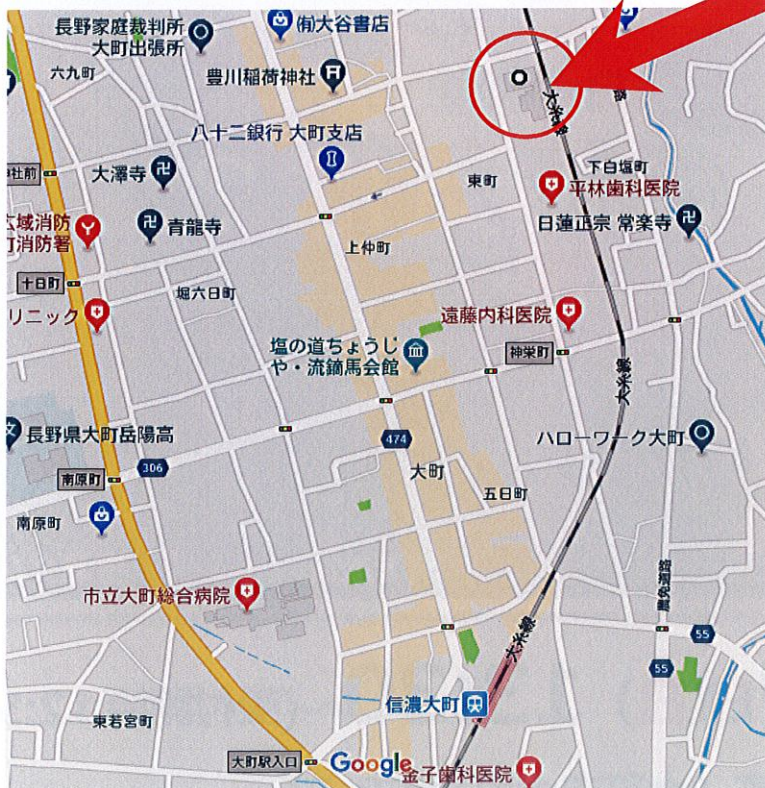 長野家庭裁判所
大町出張所
(有)大谷書店
六九町
豊川稲荷神社
大糸線
八十二銀行 大町支店
社前
大澤寺
東町
下白塩町
平林歯科医院
広域消防
町消防署
青龍寺
日蓮正宗 常楽寺
上仲町
十日町
堀六日町
リニック
遠藤内科医院
塩の道ちょうじ
や・流鏑馬会館
神栄町
大糸線
長野県大町岳陽高
474
ハローワーク大町
306
大町
南原町
五日町
南原町
市立大町総合病院
大糸線
55
55
信濃大町
東若宮町
大町駅入口
Google
金子歯科医院